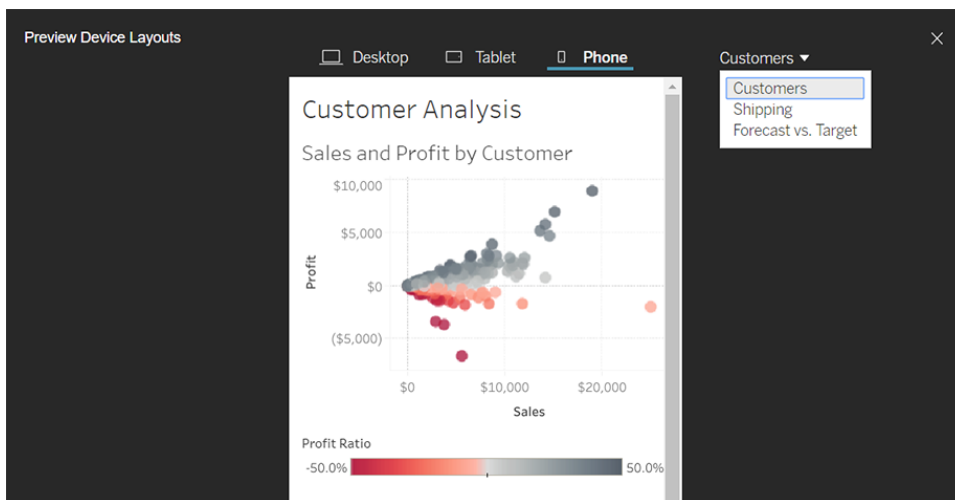 Preview Device Layouts
Desktop
Tablet
Phone
Customers
Customers
Shipping
Forecast vs. Target
Customer Analysis
Sales and Profit by Customer
$10,000
$5,000
$0
($5,000)
Profit
$0
$10,000
$20,000
Sales
Profit Ratio
-50.0%
50.0%